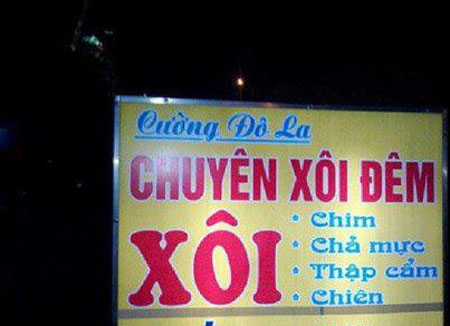 Cường Đô La
CHUYÊN XÔI ĐÊM
XÔI
• Chim
• Chả mực
• Thập cẩm
• Chiên